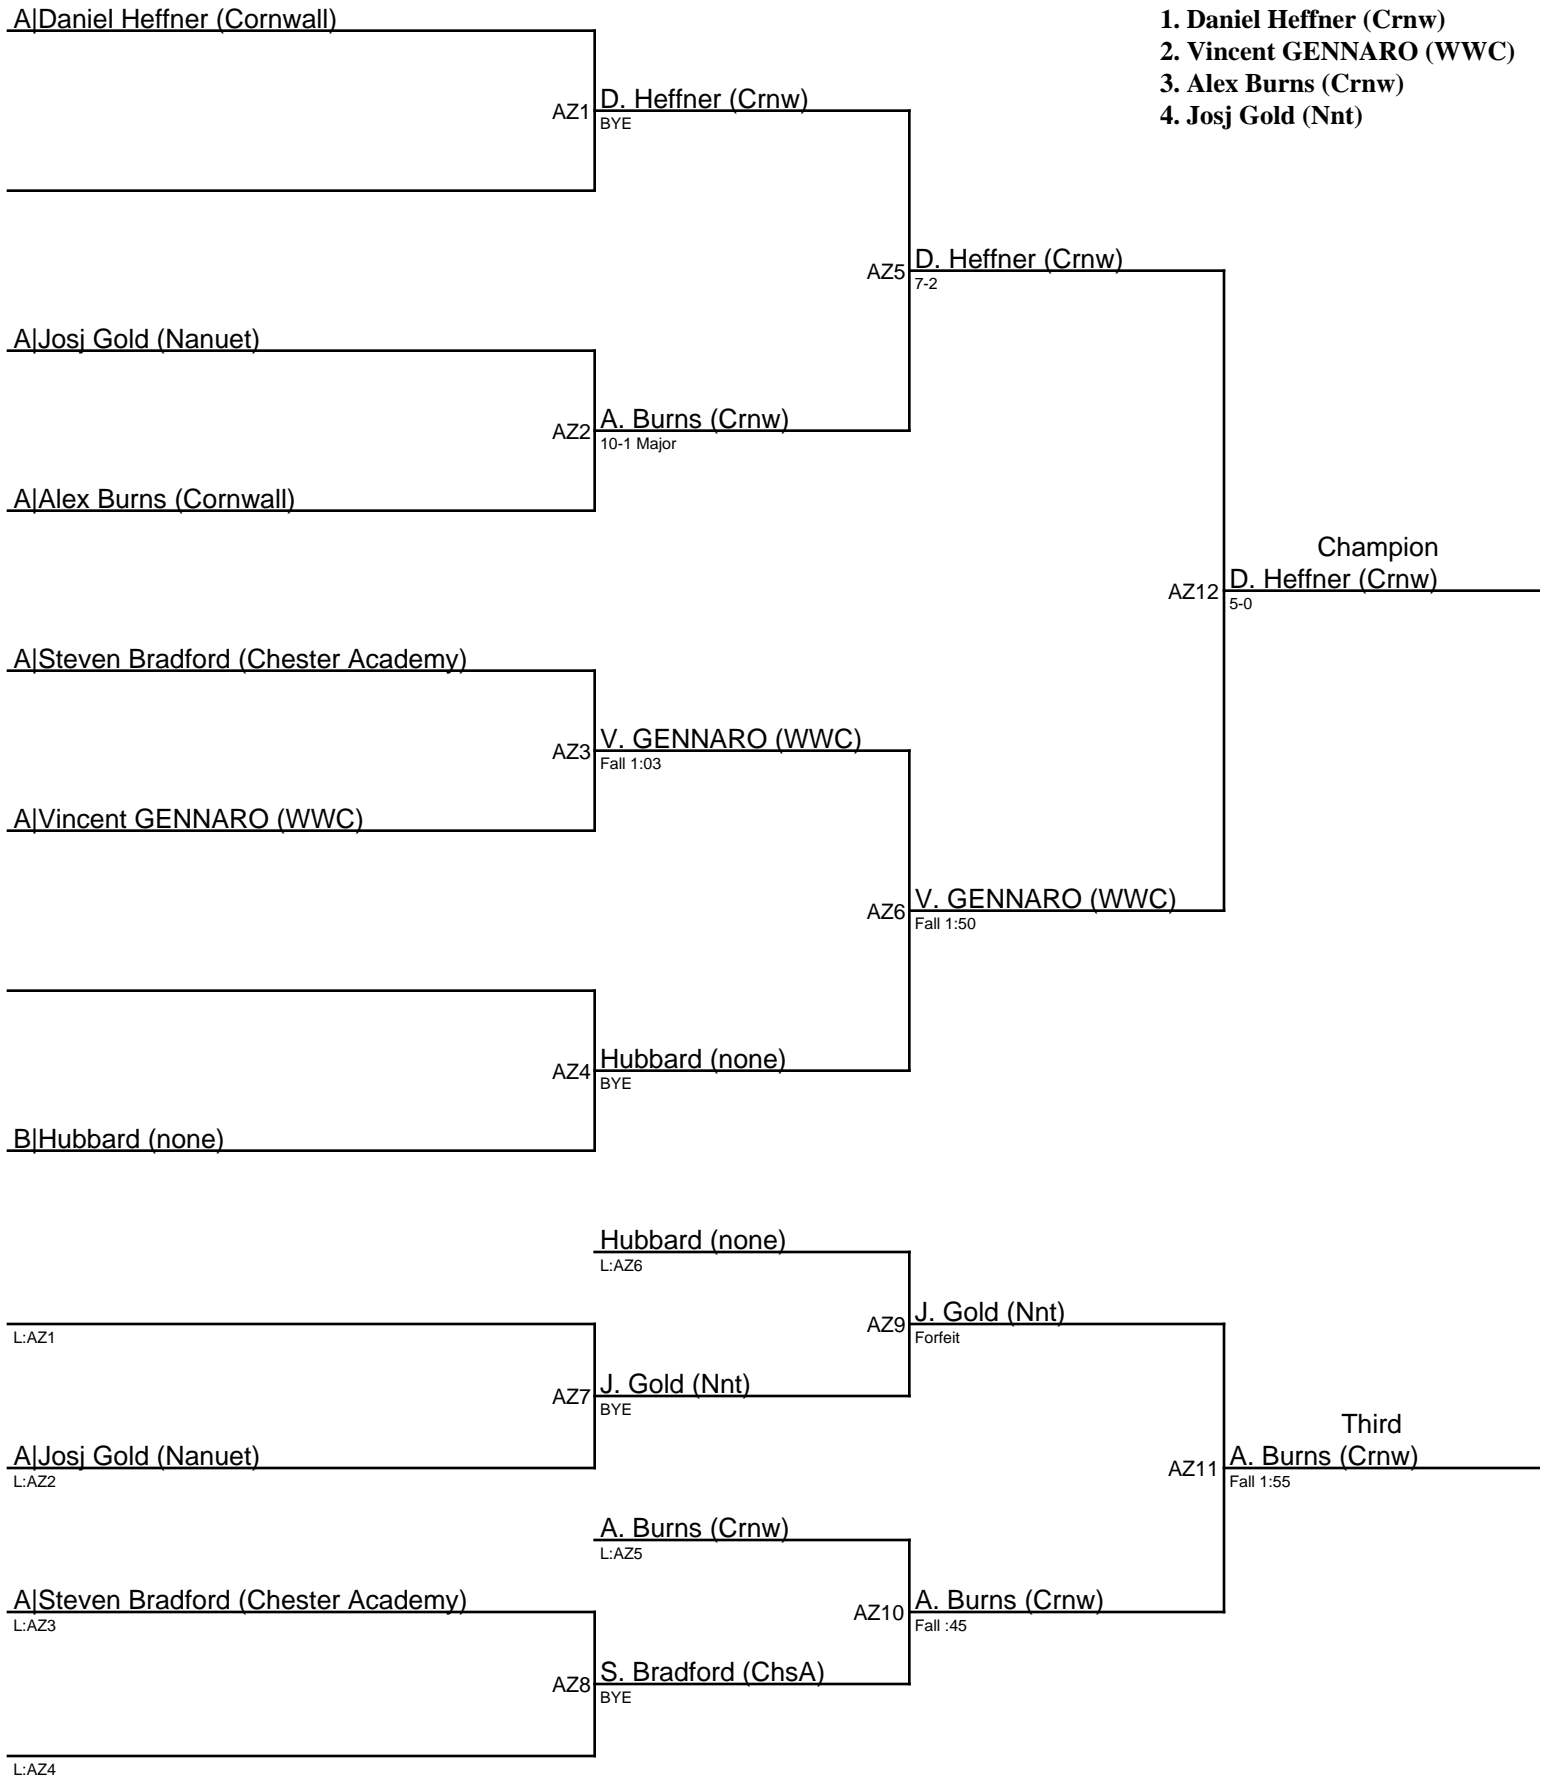 A|Daniel Heffner (Cornwall)
1. Daniel Heffner (Crnw)
2. Vincent GENNARO (WWC)
3. Alex Burns (Crnw)
4. Josj Gold (Nnt)
AZ1
D. Heffner (Crnw)
BYE
AZ5
D. Heffner (Crnw)
7-2
A|Josj Gold (Nanuet)
AZ2
A. Burns (Crnw)
10-1 Major
A|Alex Burns (Cornwall)
Champion
AZ12
D. Heffner (Crnw)
5-0
A|Steven Bradford (Chester Academy)
AZ3
V. GENNARO (WWC)
Fall 1:03
A|Vincent GENNARO (WWC)
AZ6
V. GENNARO (WWC)
Fall 1:50
AZ4
Hubbard (none)
BYE
B|Hubbard (none)
Hubbard (none)
L:AZ6
L:AZ1
AZ9
J. Gold (Nnt)
Forfeit
AZ7
J. Gold (Nnt)
BYE
A|Josj Gold (Nanuet)
L:AZ2
Third
AZ11
A. Burns (Crnw)
Fall 1:55
A. Burns (Crnw)
L:AZ5
A|Steven Bradford (Chester Academy)
L:AZ3
AZ10
A. Burns (Crnw)
Fall :45
AZ8
S. Bradford (ChsA)
BYE
L:AZ4